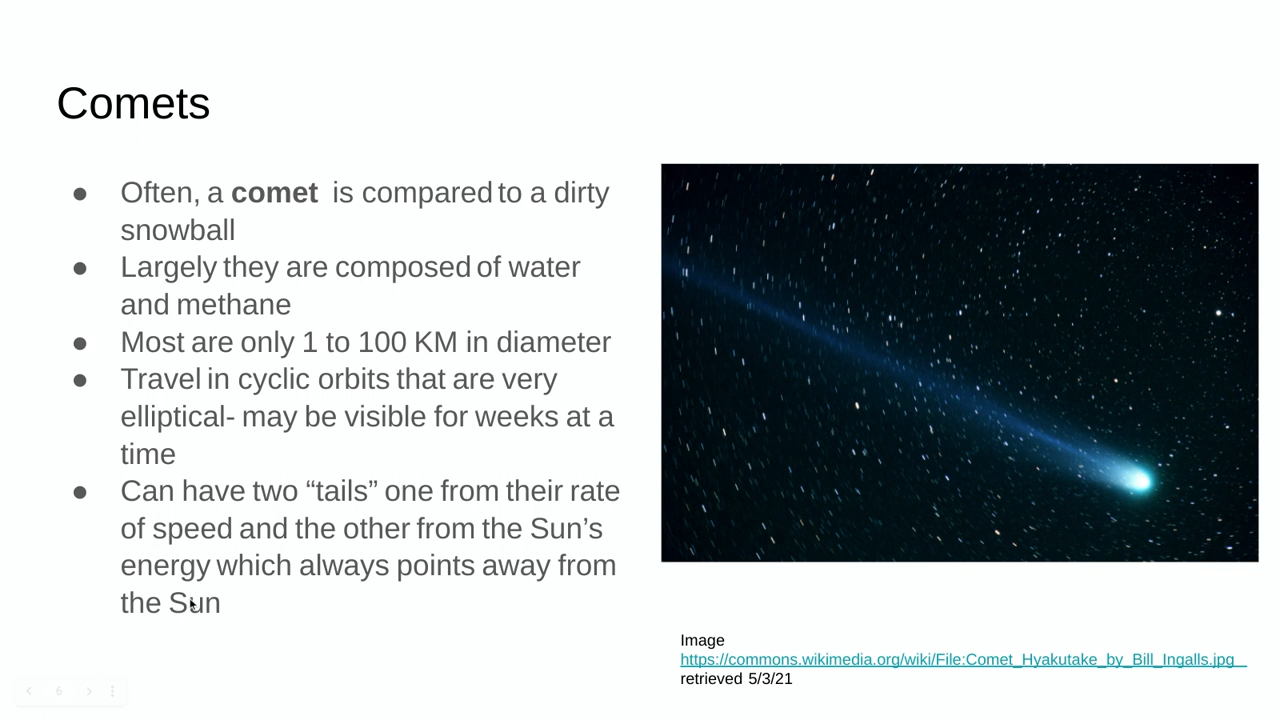 Comets
● Often, a comet is compared to a dirty
snowball
● Largely they are composed of water
and methane
● Most are only 1 to 100 KM in diameter
● Travel in cyclic orbits that are very
elliptical- may be visible for weeks at a
time
● Can have two “tails” one from their rate
of speed and the other from the Sun’s
energy which always points away from
the Sun
Image
https://commons.wikimedia.org/wiki/File:Comet_Hyakutake_by_Bill_Ingalls.jpg
retrieved 5/3/21
6